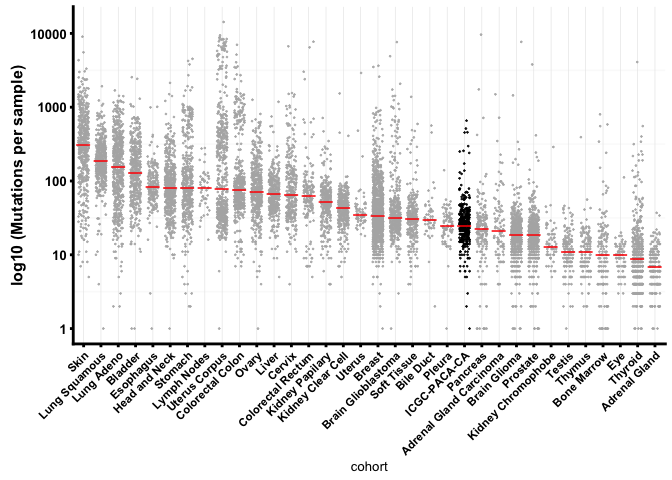 log10 (Mutations per sample)
10000
1000
100
10
1
Skin
Lung Squamous
Lung Adeno
Bladder
Esophagus
Head and Neck
Stomach
Lymph Nodes
Uterus Corpus
Colorectal Colon
Ovary
Liver
Cervix
Colorectal Rectum
Kidney Papilary
Kidney Clear Cell
Uterus
Breast
Brain Glioblastoma
Soft Tissue
Bile Duct
Pleura
ICGC-PACA-CA
Pancreas
Adrenal Gland Carcinoma
Brain Glioma
Prostate
Kidney Chromophobe
Testis
Thymus
Bone Marrow
Eye
Thyroid
Adrenal Gland
cohort